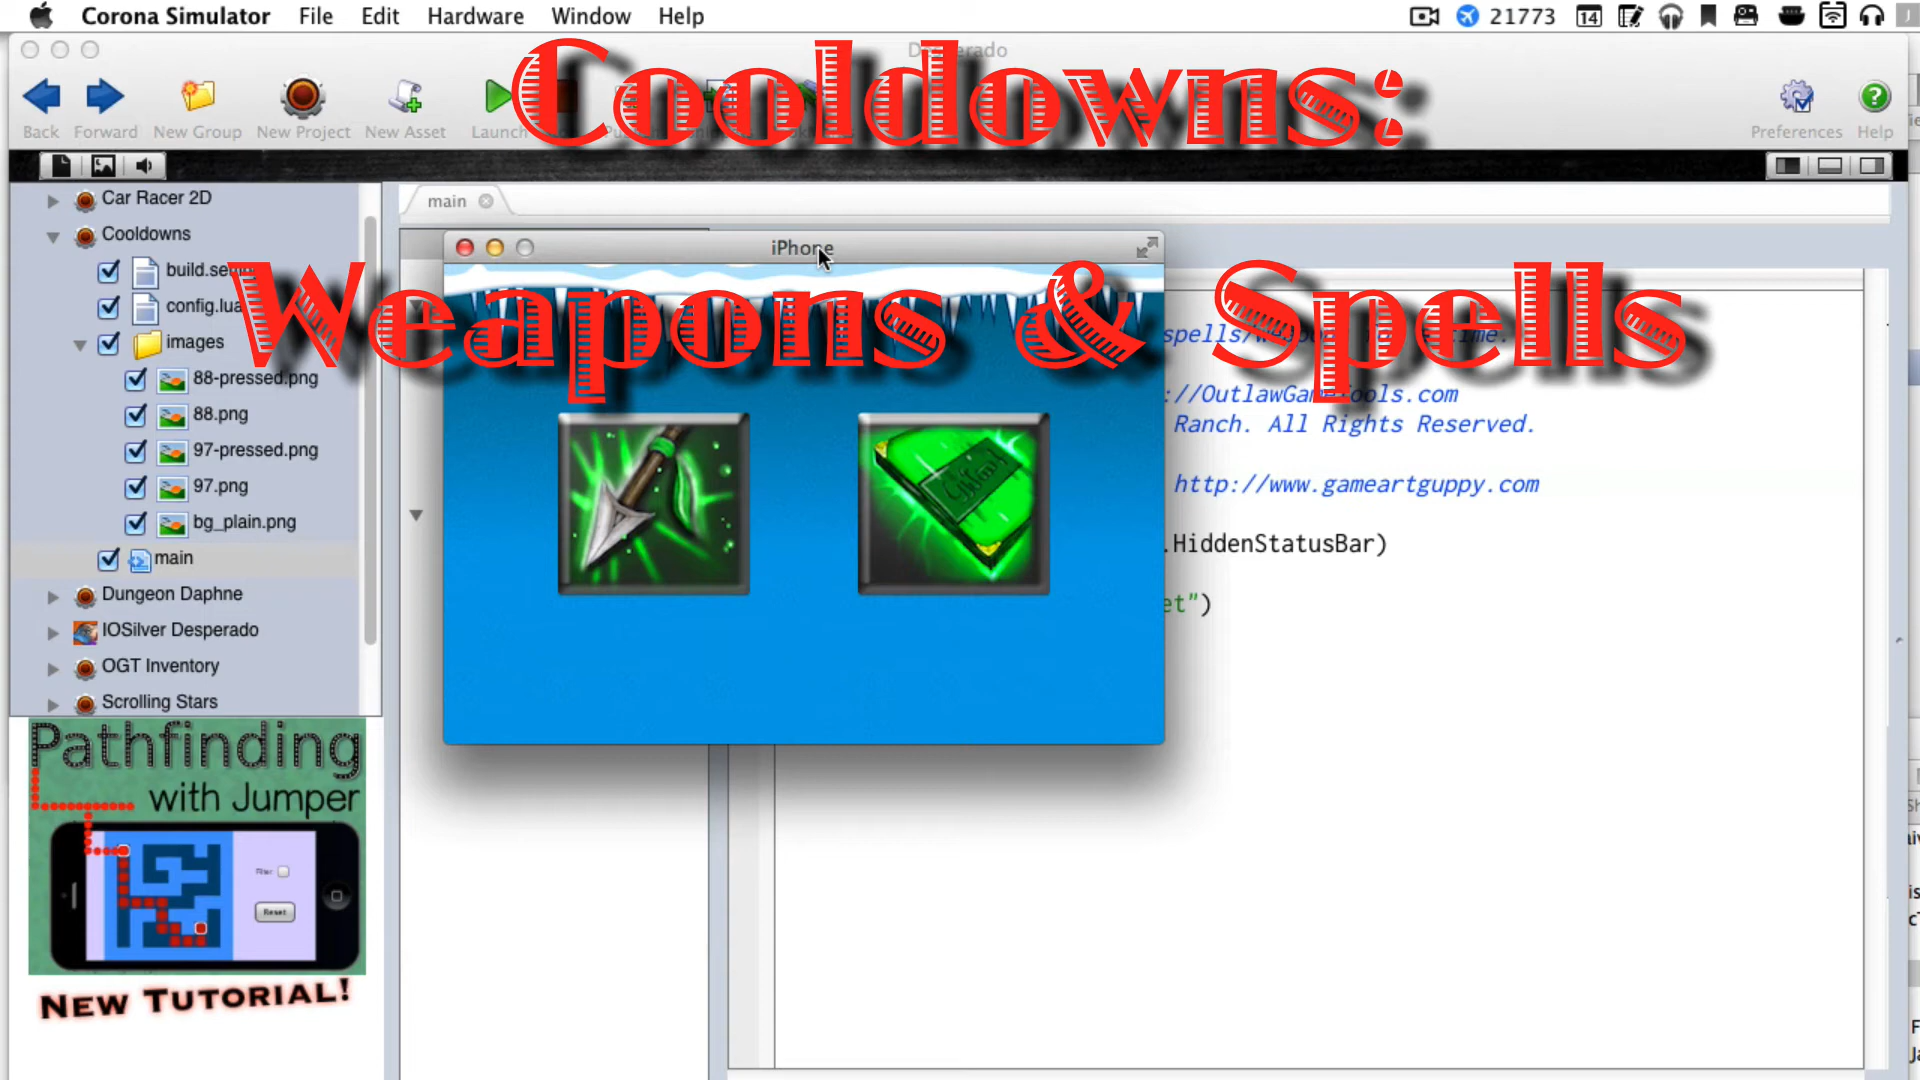 Corona Simulator File Edit Hardware Window Help 21773 14
Cooldowns:
Weapons & Spells
Back Forward New Group New Project New Asset Launch Preferences Help
Car Racer 2D
Cooldowns
config.lua
images
88-pressed.png
88.png
97-pressed.png
97.png
bg_plain.png
main
Dungeon Daphne
IOSilver Desperado
OGT Inventory
Scrolling Stars
Pathfinding
with Jumper
Filter
Reset
NEW TUTORIAL!
main
iPhone
://OutlawGameTools.com
Ranch. All Rights Reserved.
http://www.gameartguppy.com
.HiddenStatusBar)
et")